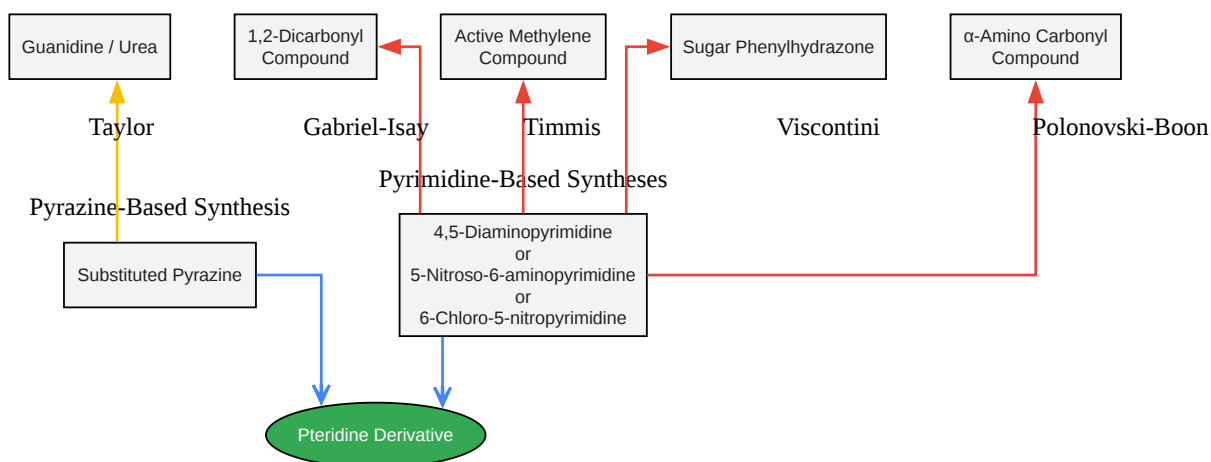 Guanidine / Urea
1,2-Dicarbonyl
Compound
Active Methylene
Compound
Sugar Phenylhydrazone
α-Amino Carbonyl
Compound
Taylor
Gabriel-Isay
Timmis
Viscontini
Polonovski-Boon
Pyrimidine-Based Syntheses
Pyrazine-Based Synthesis
Substituted Pyrazine
4,5-Diaminopyrimidine
or
5-Nitroso-6-aminopyrimidine
or
6-Chloro-5-nitropyrimidine
Pteridine Derivative